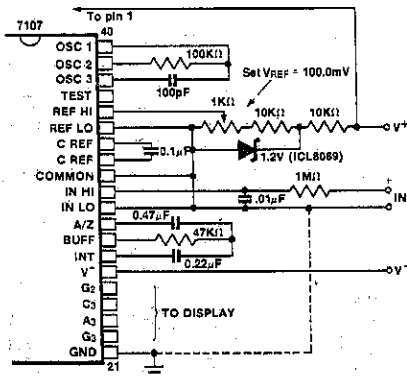 To pin 1
7107
40
OSC 1
OSC 2
100KΩ
OSC 3
100pF
Set VREF = 100.0mV
TEST
REF HI
1KΩ
10KΩ
10KΩ
REF LO
V+
C REF
0.1μF
1.2V (ICL8069)
C REF
COMMON
1MΩ
+
IN HI
.01μF
IN
IN LO
0.47μF
A/Z
BUFF
47KΩ
INT
0.22μF
V-
V-
G2
C3
TO DISPLAY
A3
G3
GND
21